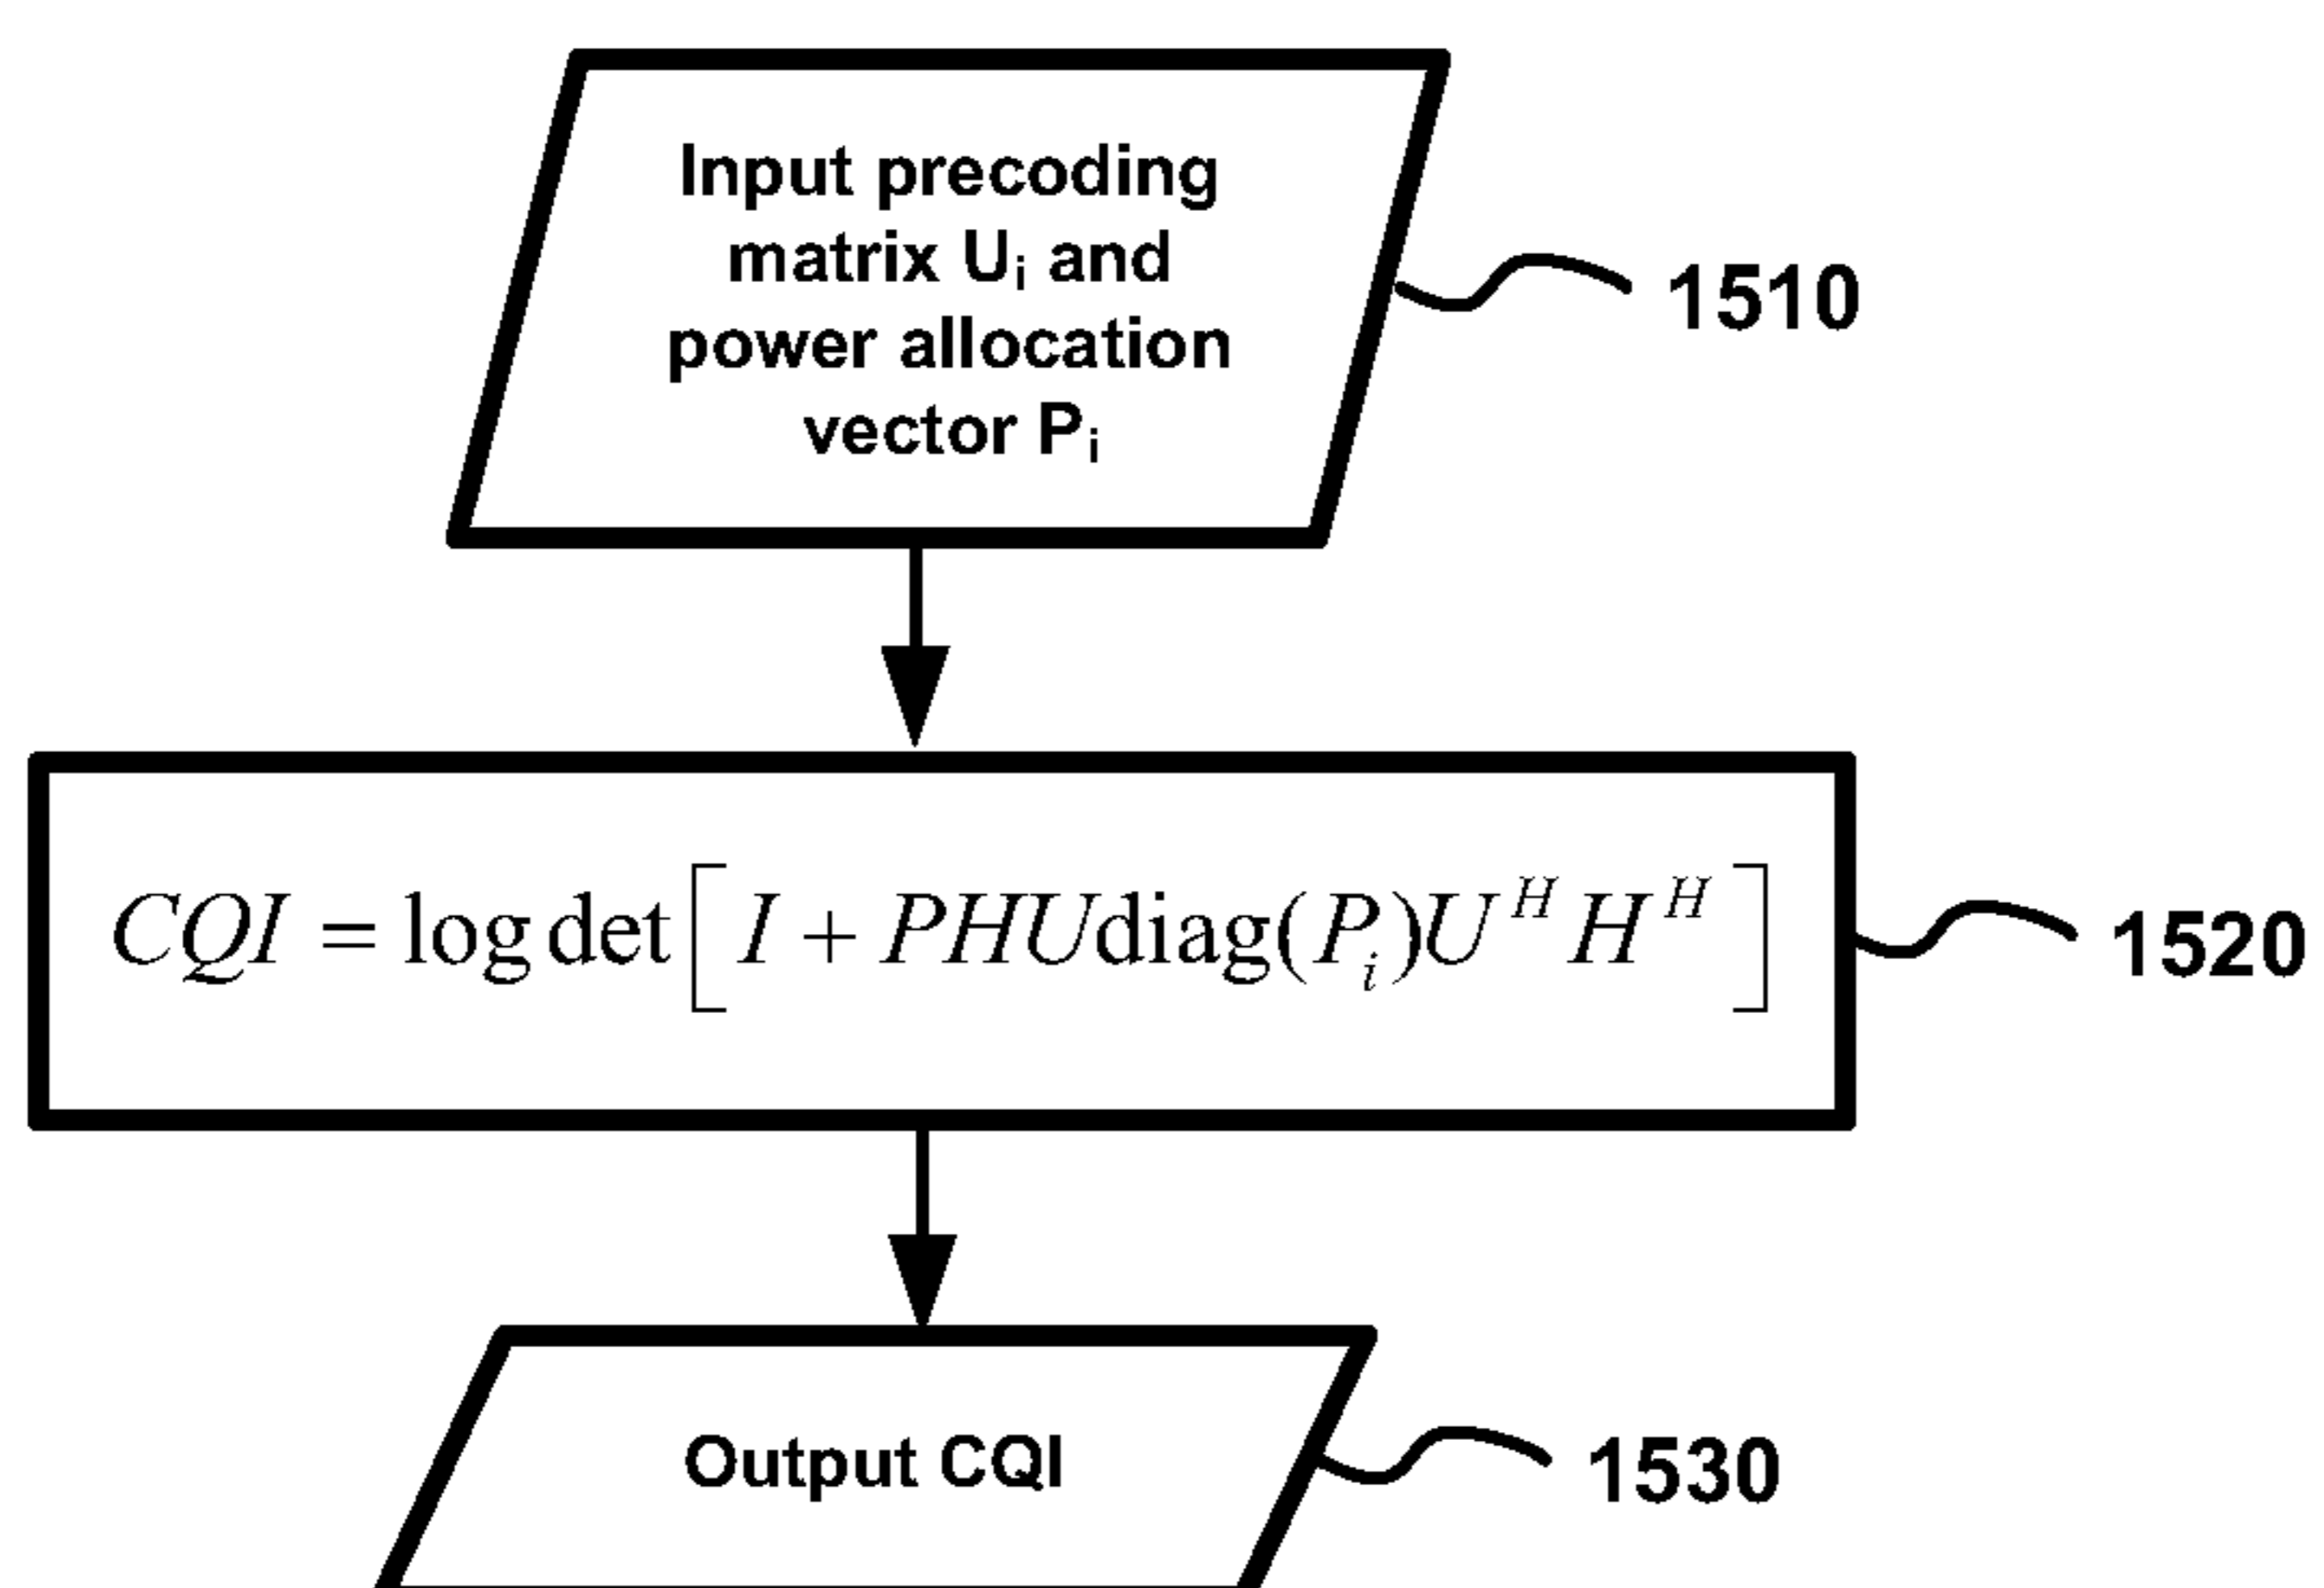 Input precoding
matrix Uᵢ and
power allocation
vector Pᵢ
1510
CQI = log det[ I + PHUdiag(Pᵢ)Uᴴ Hᴴ ]
1520
Output CQI
1530